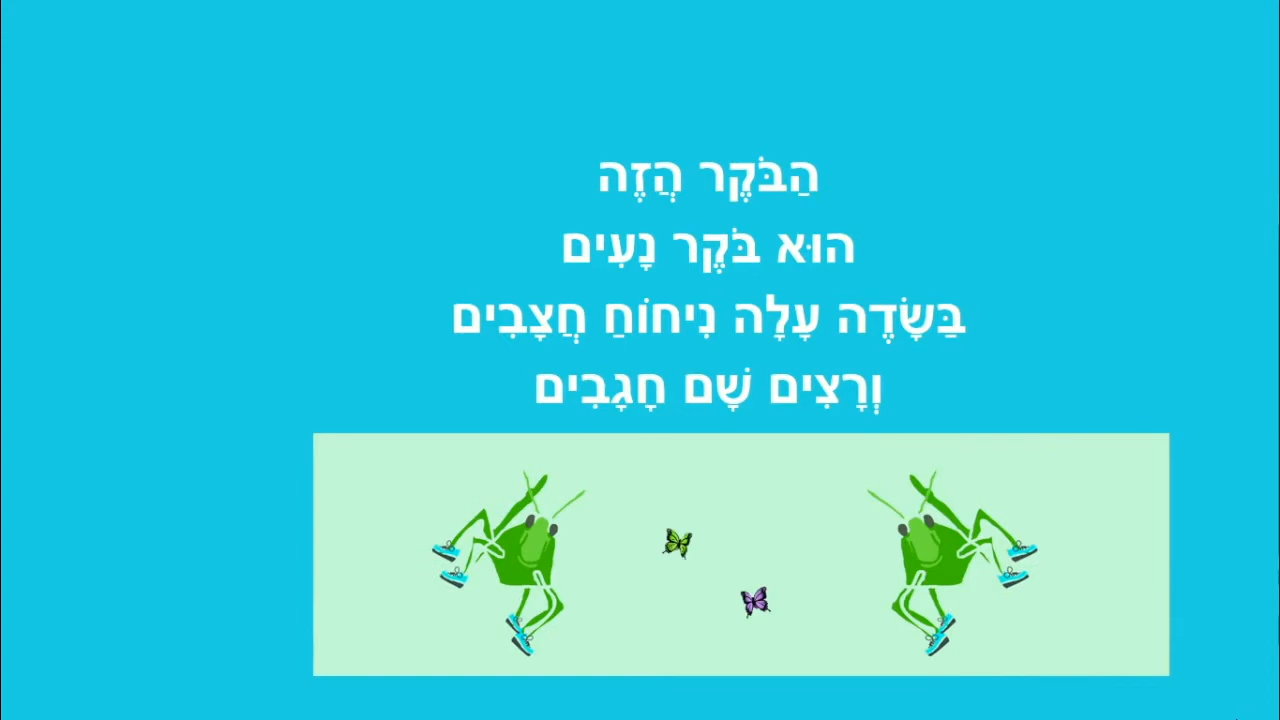 הַבֹּקֶר הֲזֶה
הוּא בֹּקֶר נָעִים
בַּשָׂדֶה עָלָה נִיחוֹחַ חֲצָבִים
וְרָצִים שָׁם חָגָבִים